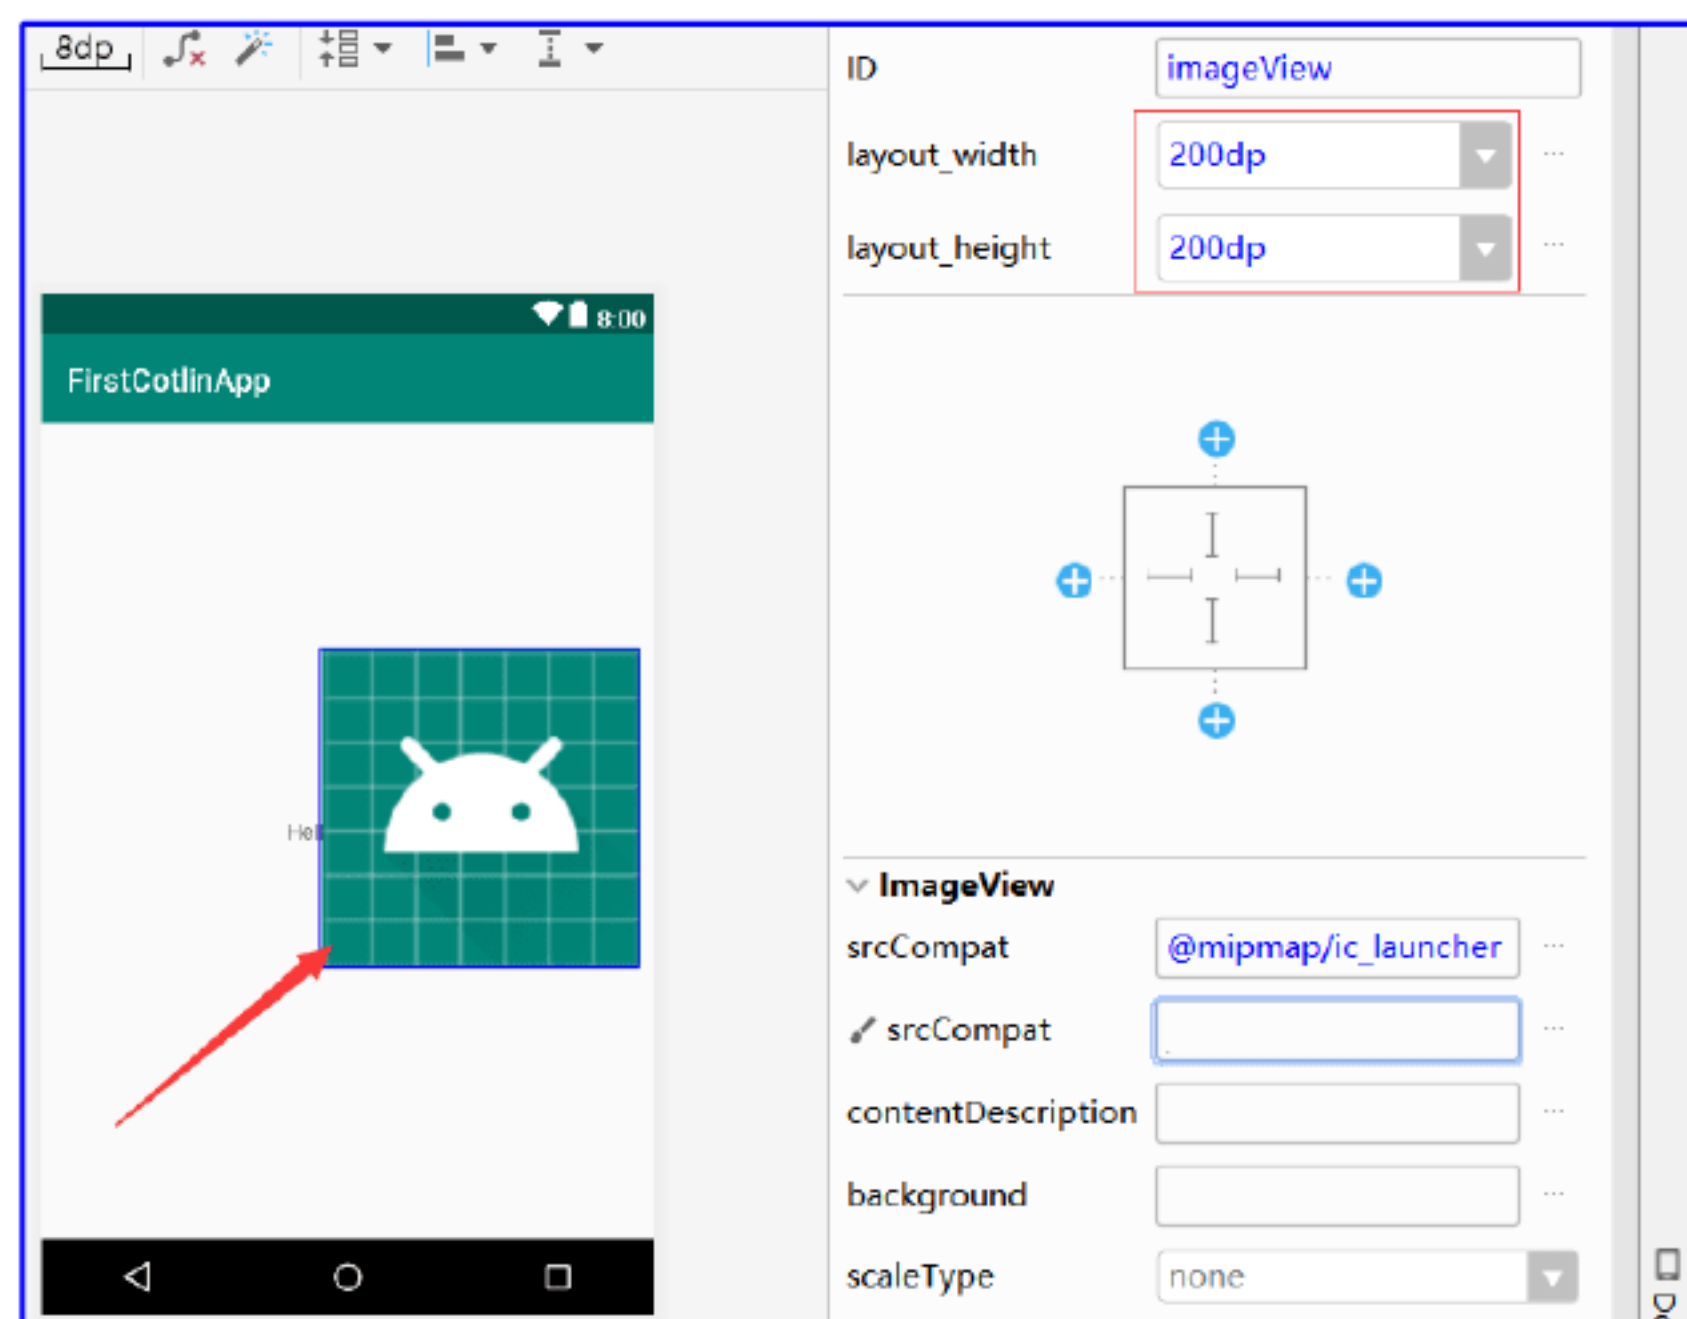 8dp
ID
imageView
layout_width
200dp
layout_height
200dp
8:00
FirstCotlinApp
Hell
ImageView
srcCompat
@mipmap/ic_launcher
srcCompat
contentDescription
background
scaleType
none